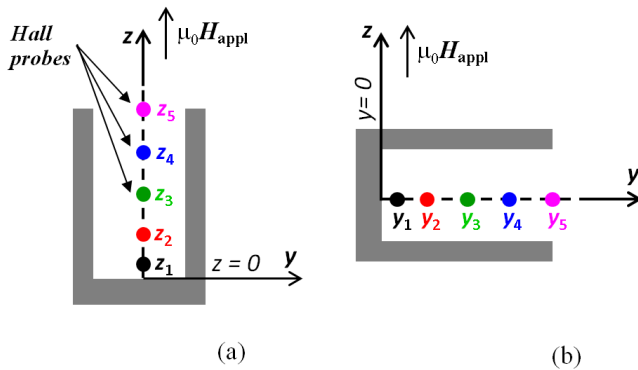 Hall
probes
z
μ₀Happl
z₅
z₄
z₃
z₂
z₁
z = 0
y
(a)
z
μ₀Happl
y= 0
y
y₁
y₂
y₃
y₄
y₅
(b)